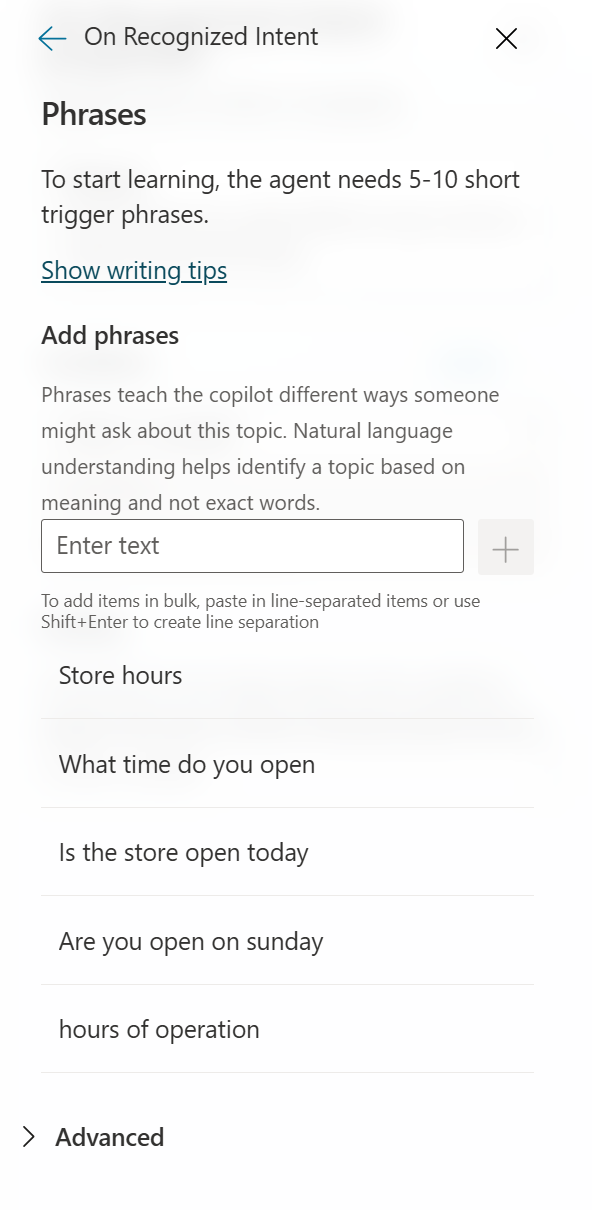 On Recognized Intent
Phrases
To start learning, the agent needs 5-10 short
trigger phrases.
Show writing tips
Add phrases
Phrases teach the copilot different ways someone
might ask about this topic. Natural language
understanding helps identify a topic based on
meaning and not exact words.
Enter text
To add items in bulk, paste in line-separated items or use
Shift+Enter to create line separation
Store hours
What time do you open
Is the store open today
Are you open on sunday
hours of operation
Advanced